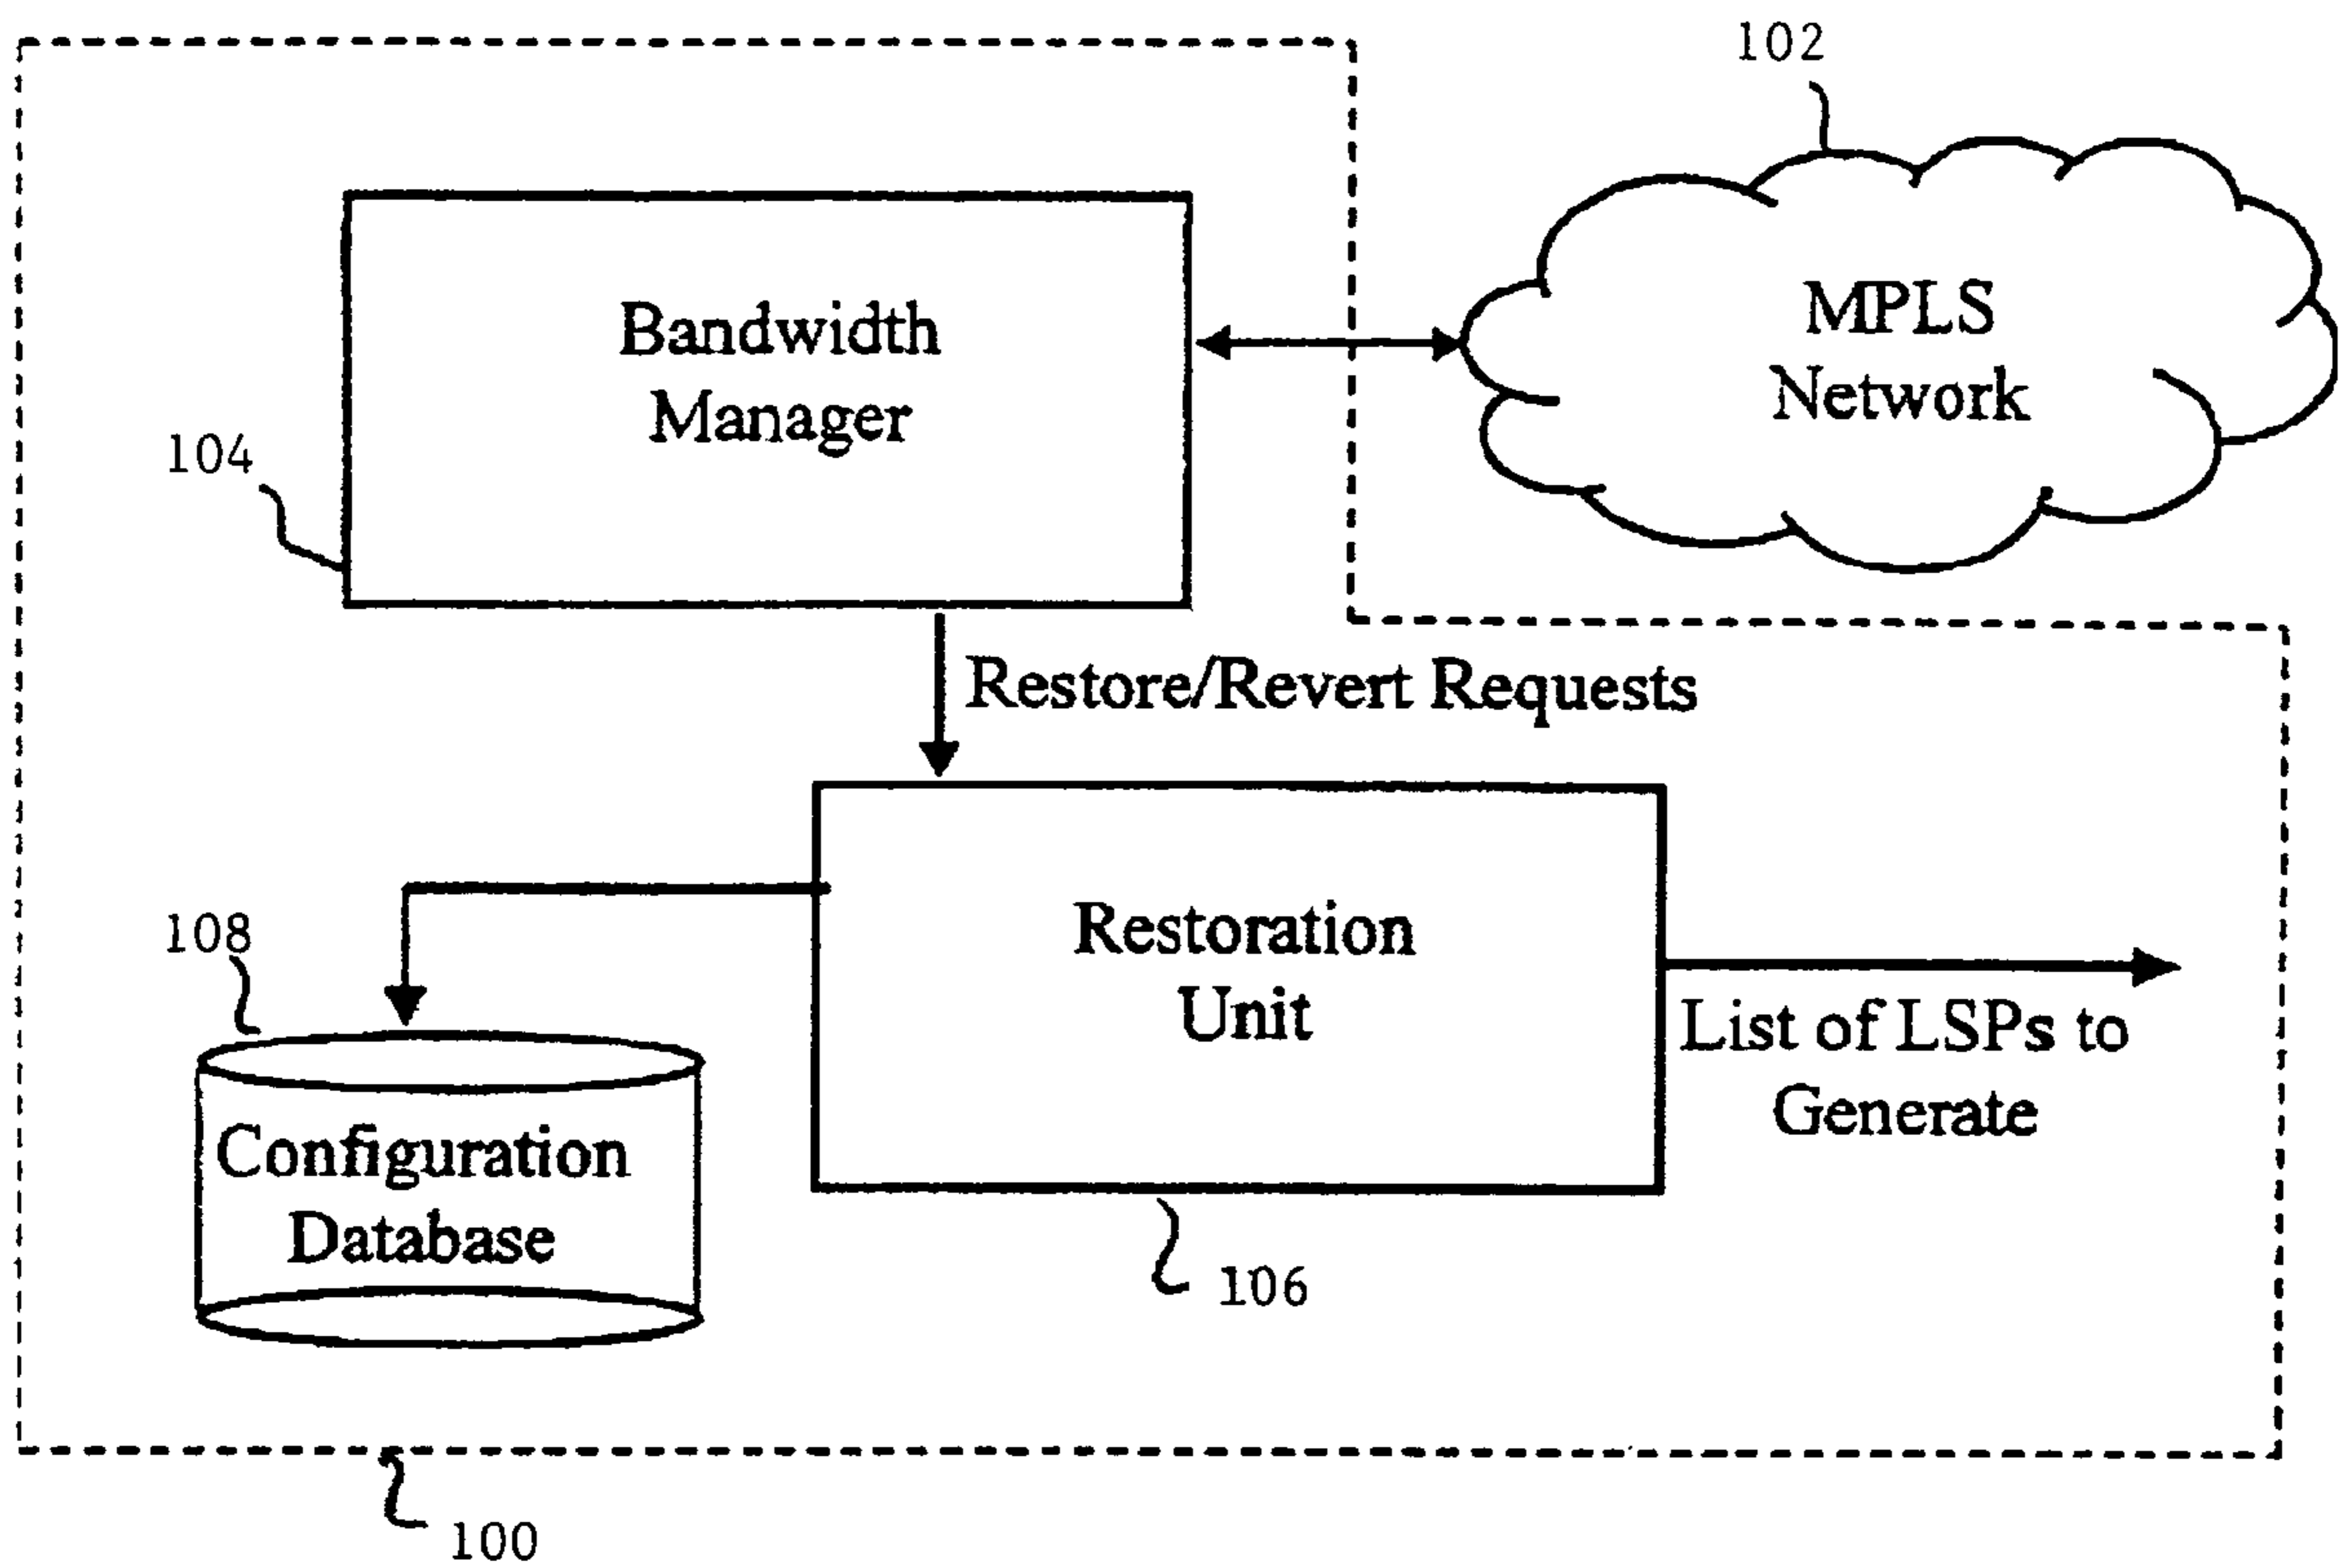 102
Bandwidth
Manager
MPLS
Network
104
Restore/Revert Requests
108
Restoration
Unit
List of LSPs to
Generate
Configuration
Database
106
100